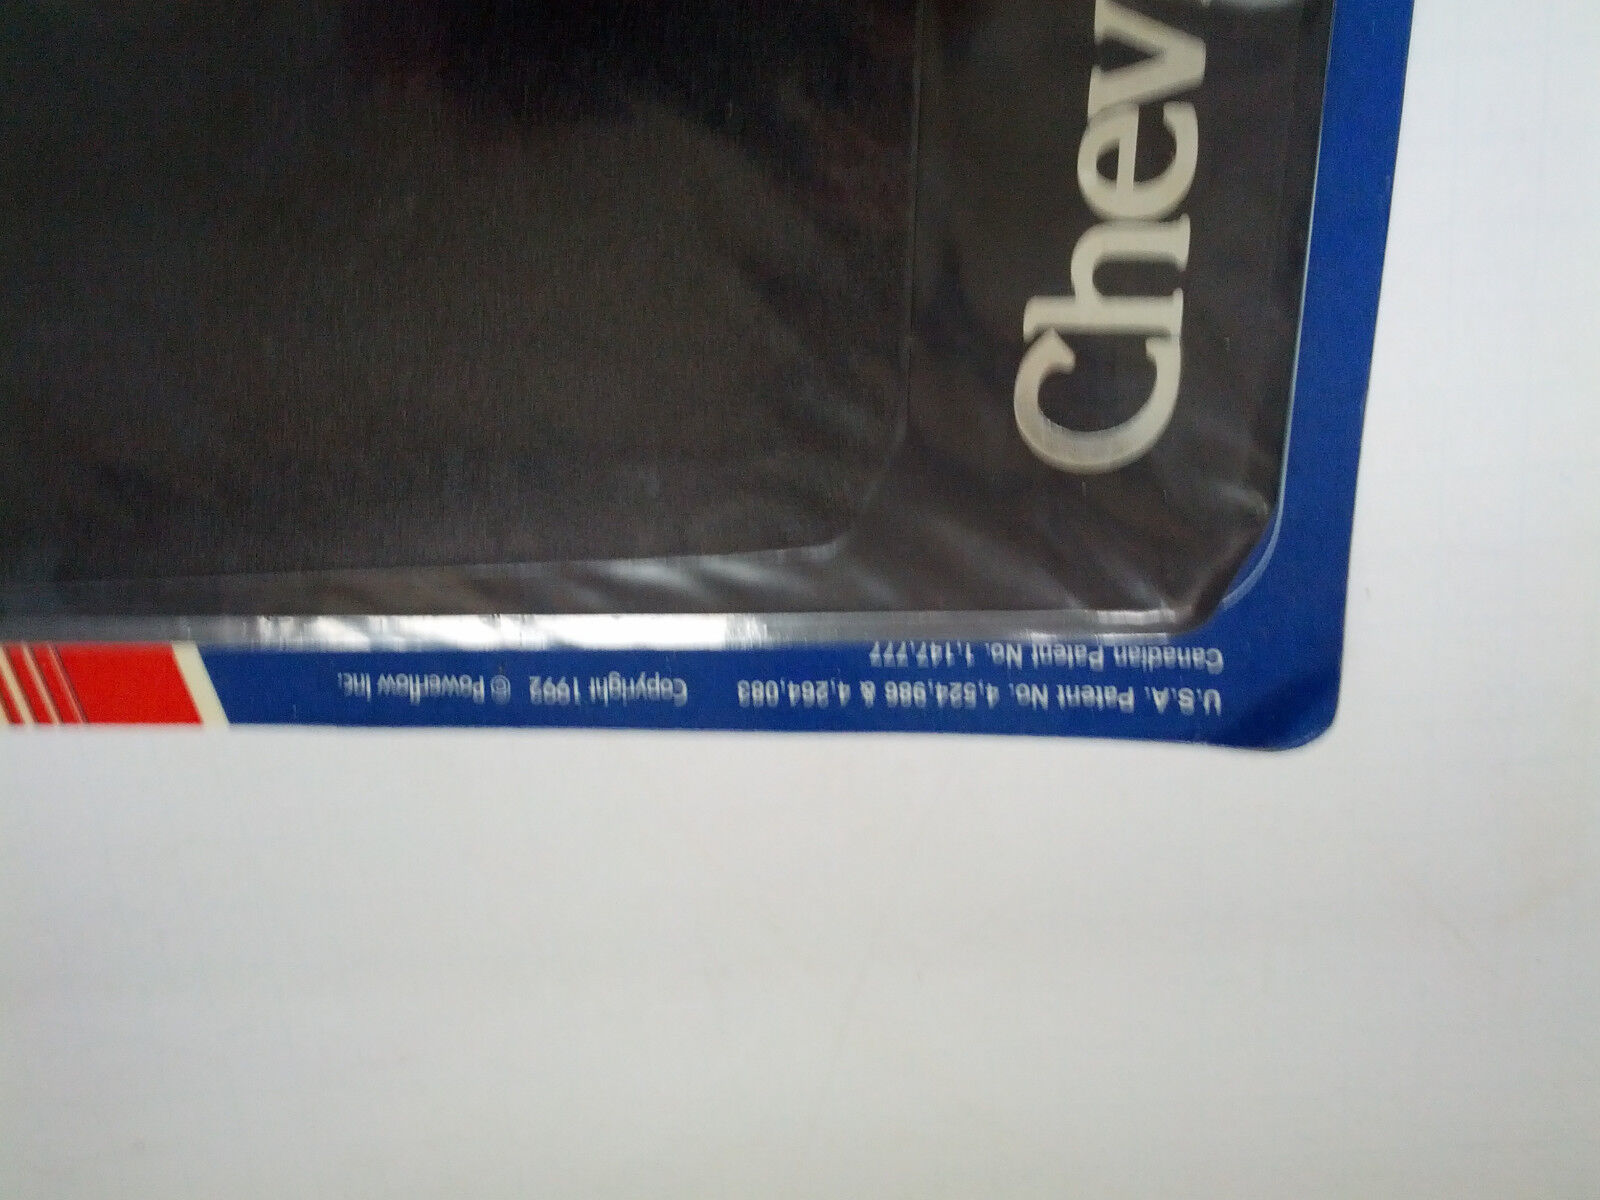 Chev
U.S.A. Patent No. 4,524,986 & 4,264,083 Copyright 1992 © Powerflow Inc.
Canadian Patent No. 1,147,777